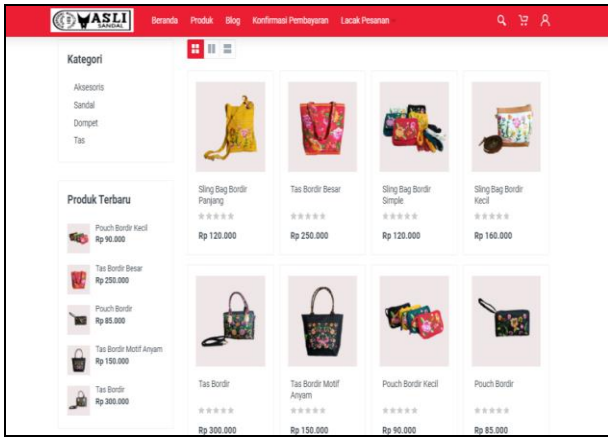 ASLI
SANDAL
Beranda Produk Blog Konfirmasi Pembayaran Lacak Pesanan
Kategori
Aksesoris
Sandal
Dompet
Tas
Produk Terbaru
Pouch Bordir Kecil
Rp 90.000
Tas Bordir Besar
Rp 250.000
Pouch Bordir
Rp 85.000
Tas Bordir Motif Anyam
Rp 150.000
Tas Bordir
Rp 300.000
Sling Bag Bordir
Panjang
Rp 120.000
Tas Bordir Besar
Rp 250.000
Sling Bag Bordir
Simple
Rp 120.000
Sling Bag Bordir
Kecil
Rp 160.000
Tas Bordir
Rp 300.000
Tas Bordir Motif
Anyam
Rp 150.000
Pouch Bordir Kecil
Rp 90.000
Pouch Bordir
Rp 85.000